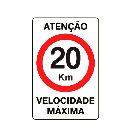 ATENÇÃO
20
Km
VELOCIDADE
MÁXIMA